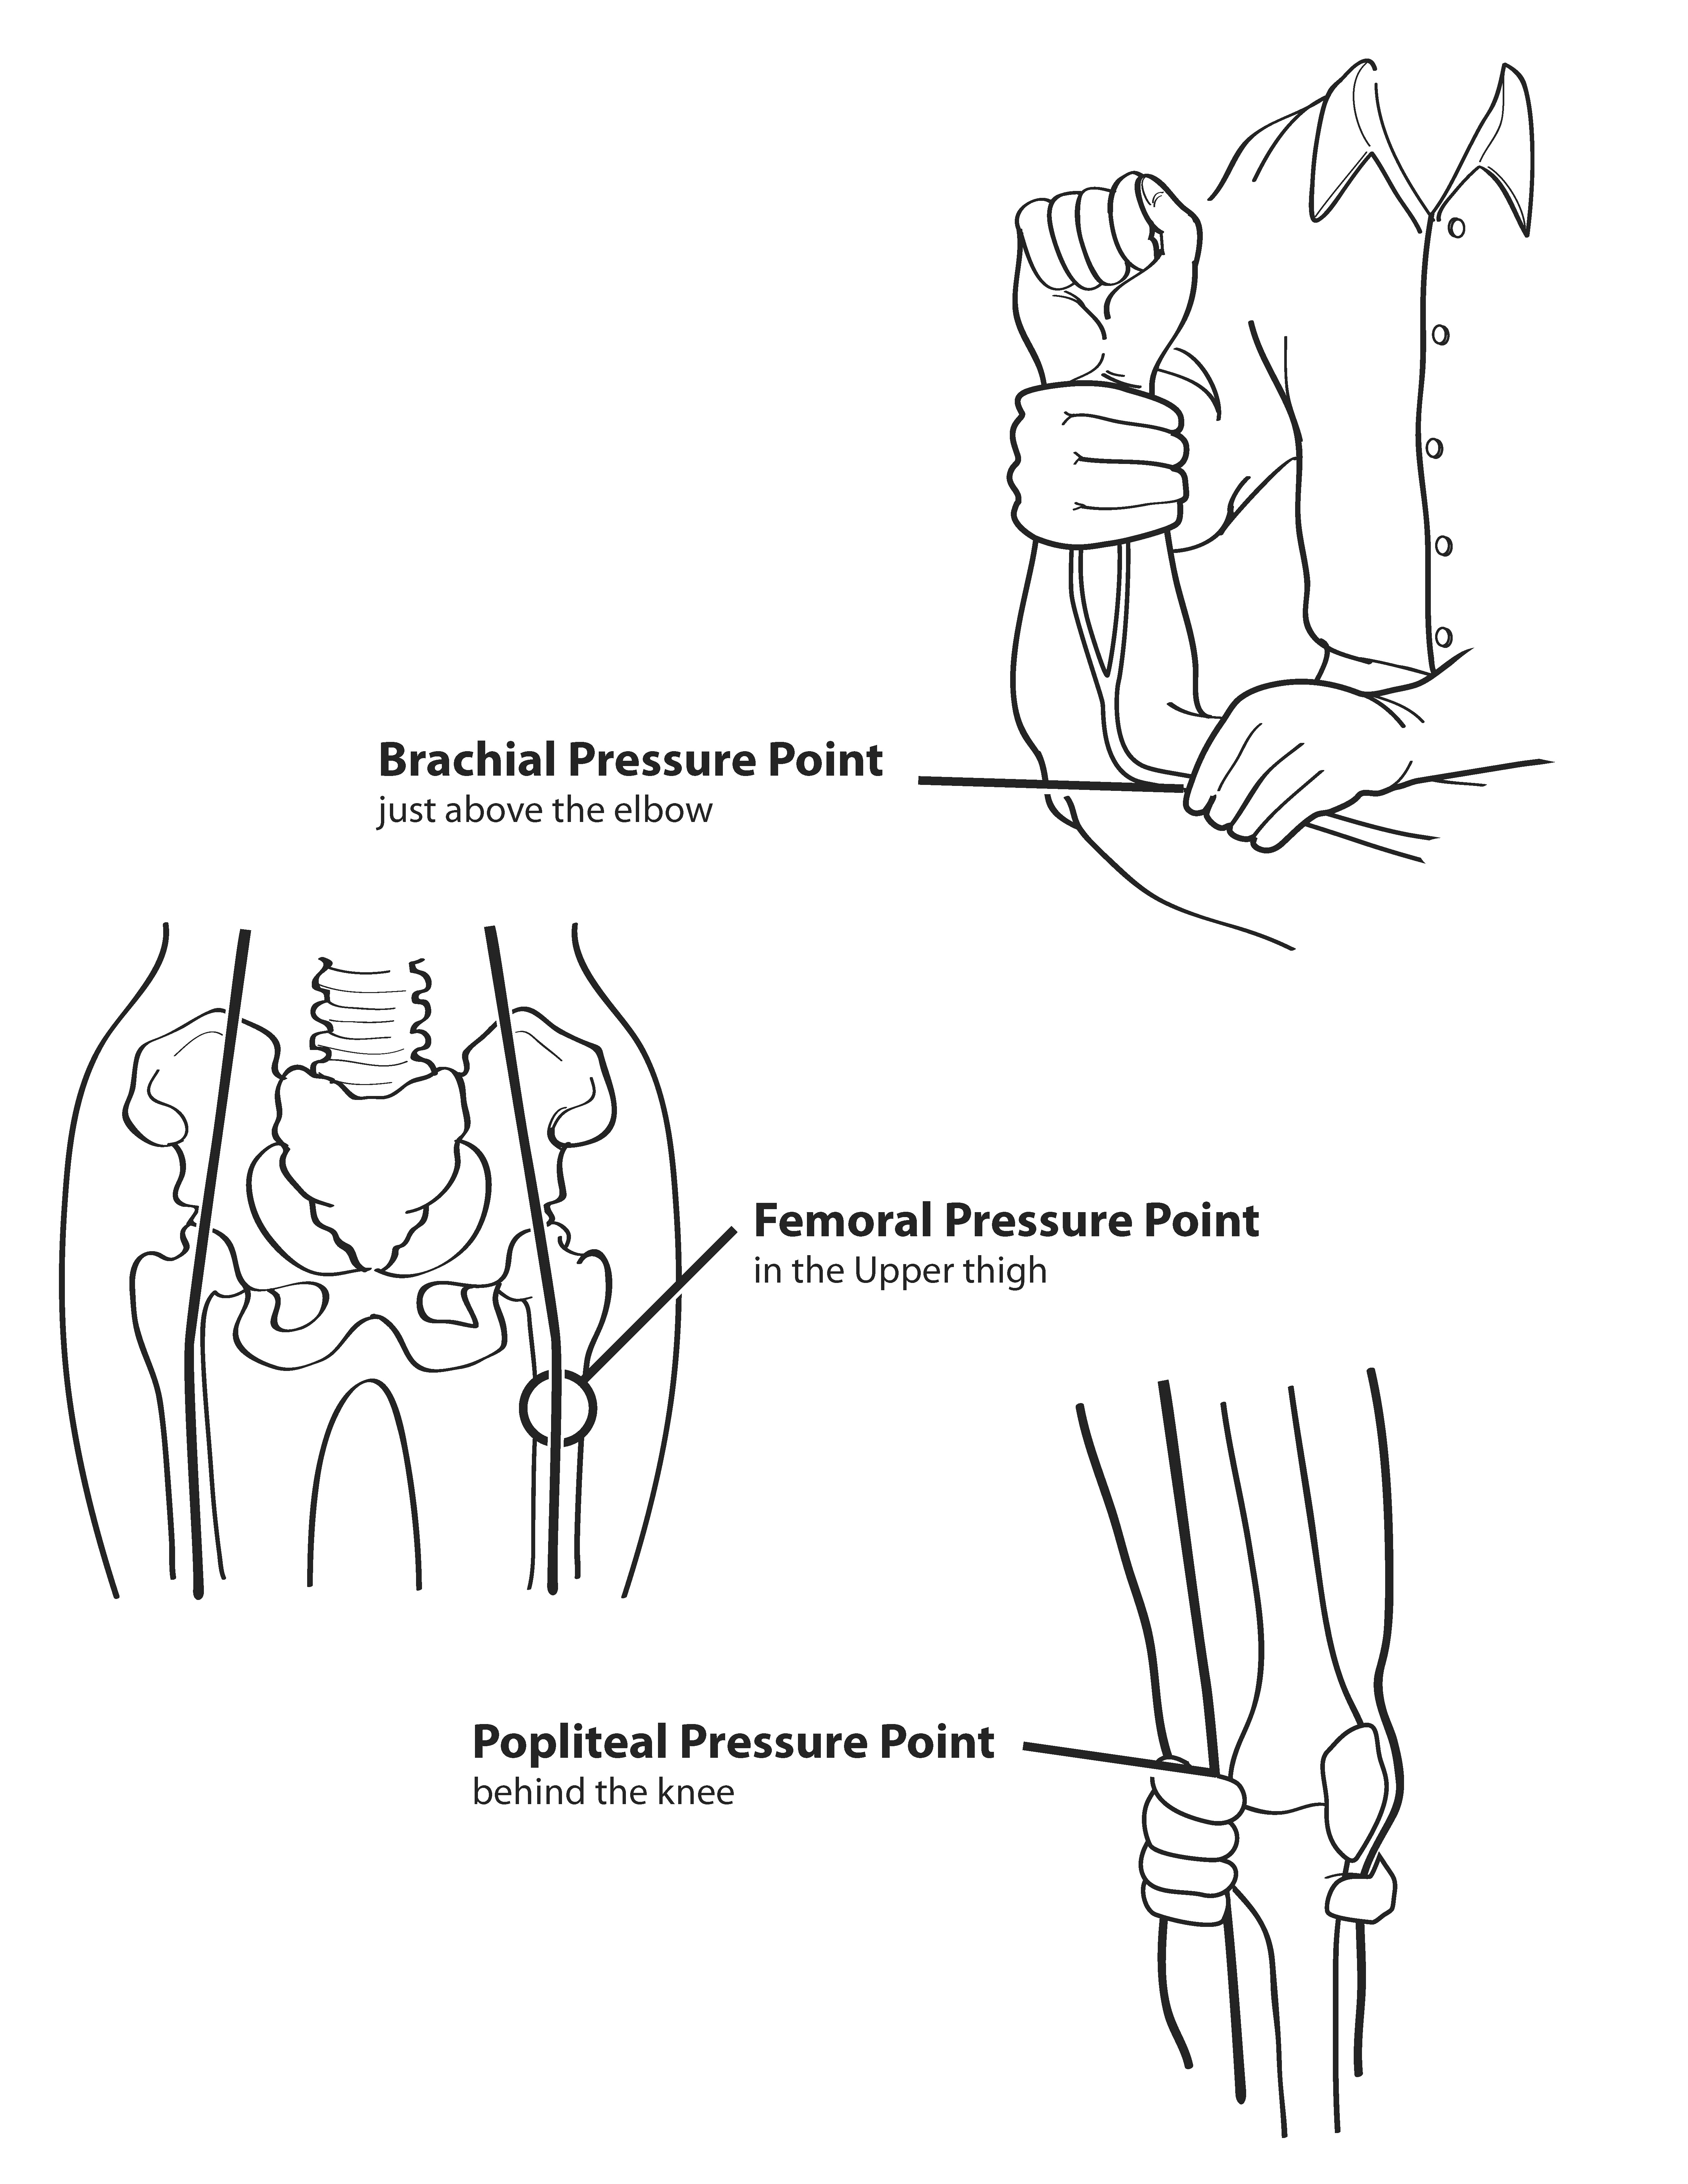 Brachial Pressure Point
just above the elbow
Femoral Pressure Point
in the Upper thigh
Popliteal Pressure Point
behind the knee